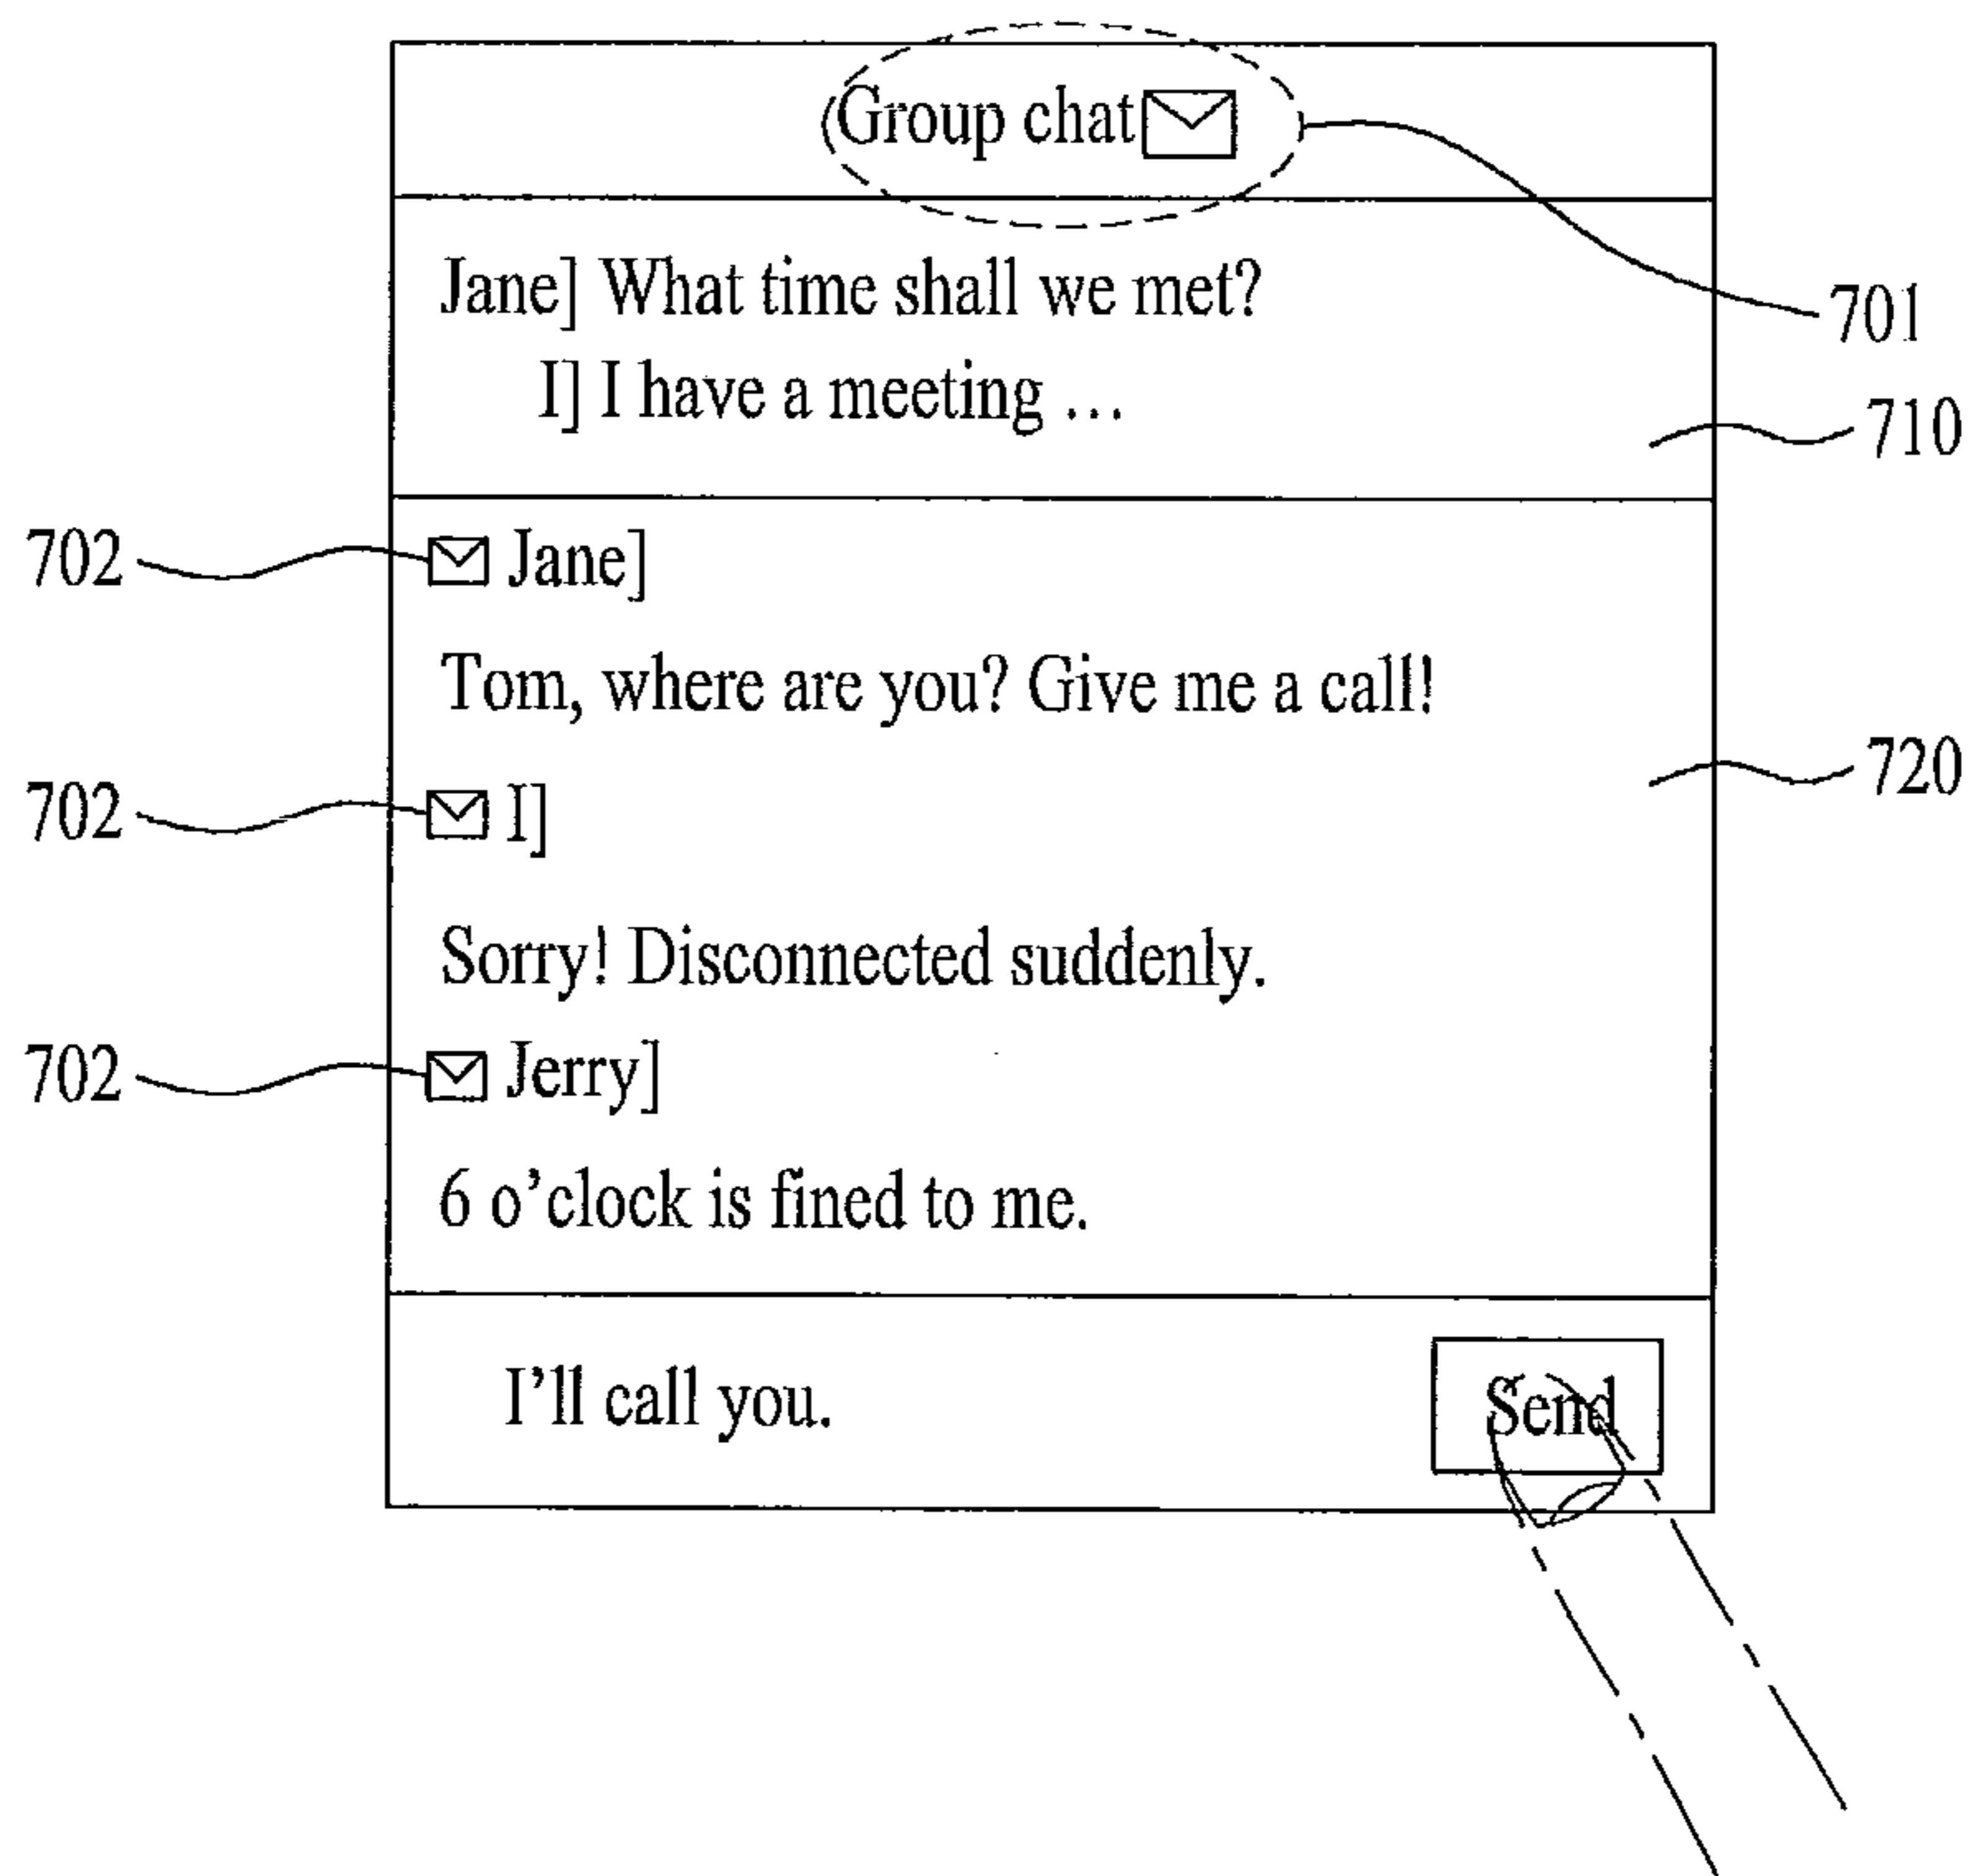 Group chat
Jane] What time shall we met?
701
I] I have a meeting ...
710
702 Jane]
Tom, where are you? Give me a call!
720
702 I]
Sorry! Disconnected suddenly.
702 Jerry]
6 o'clock is fined to me.
I'll call you. Send